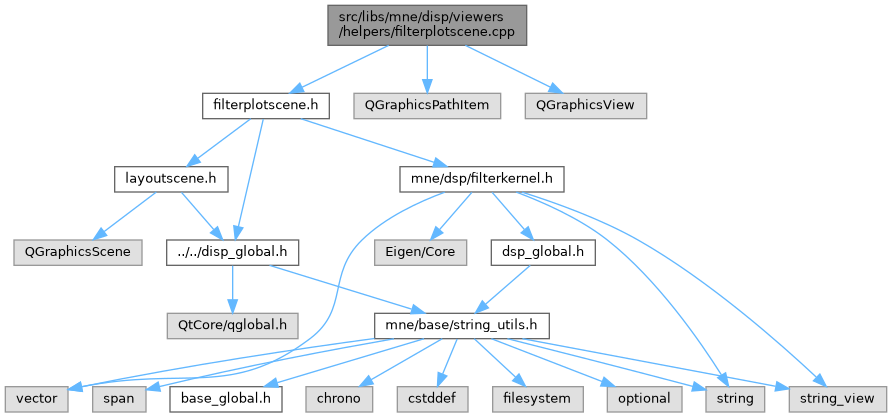 src/libs/mne/disp/viewers
/helpers/filterplotscene.cpp
filterplotscene.h
QGraphicsPathItem
QGraphicsView
layoutscene.h
mne/dsp/filterkernel.h
QGraphicsScene
../../disp_global.h
Eigen/Core
dsp_global.h
QtCore/qglobal.h
mne/base/string_utils.h
vector
span
base_global.h
chrono
cstddef
filesystem
optional
string
string_view